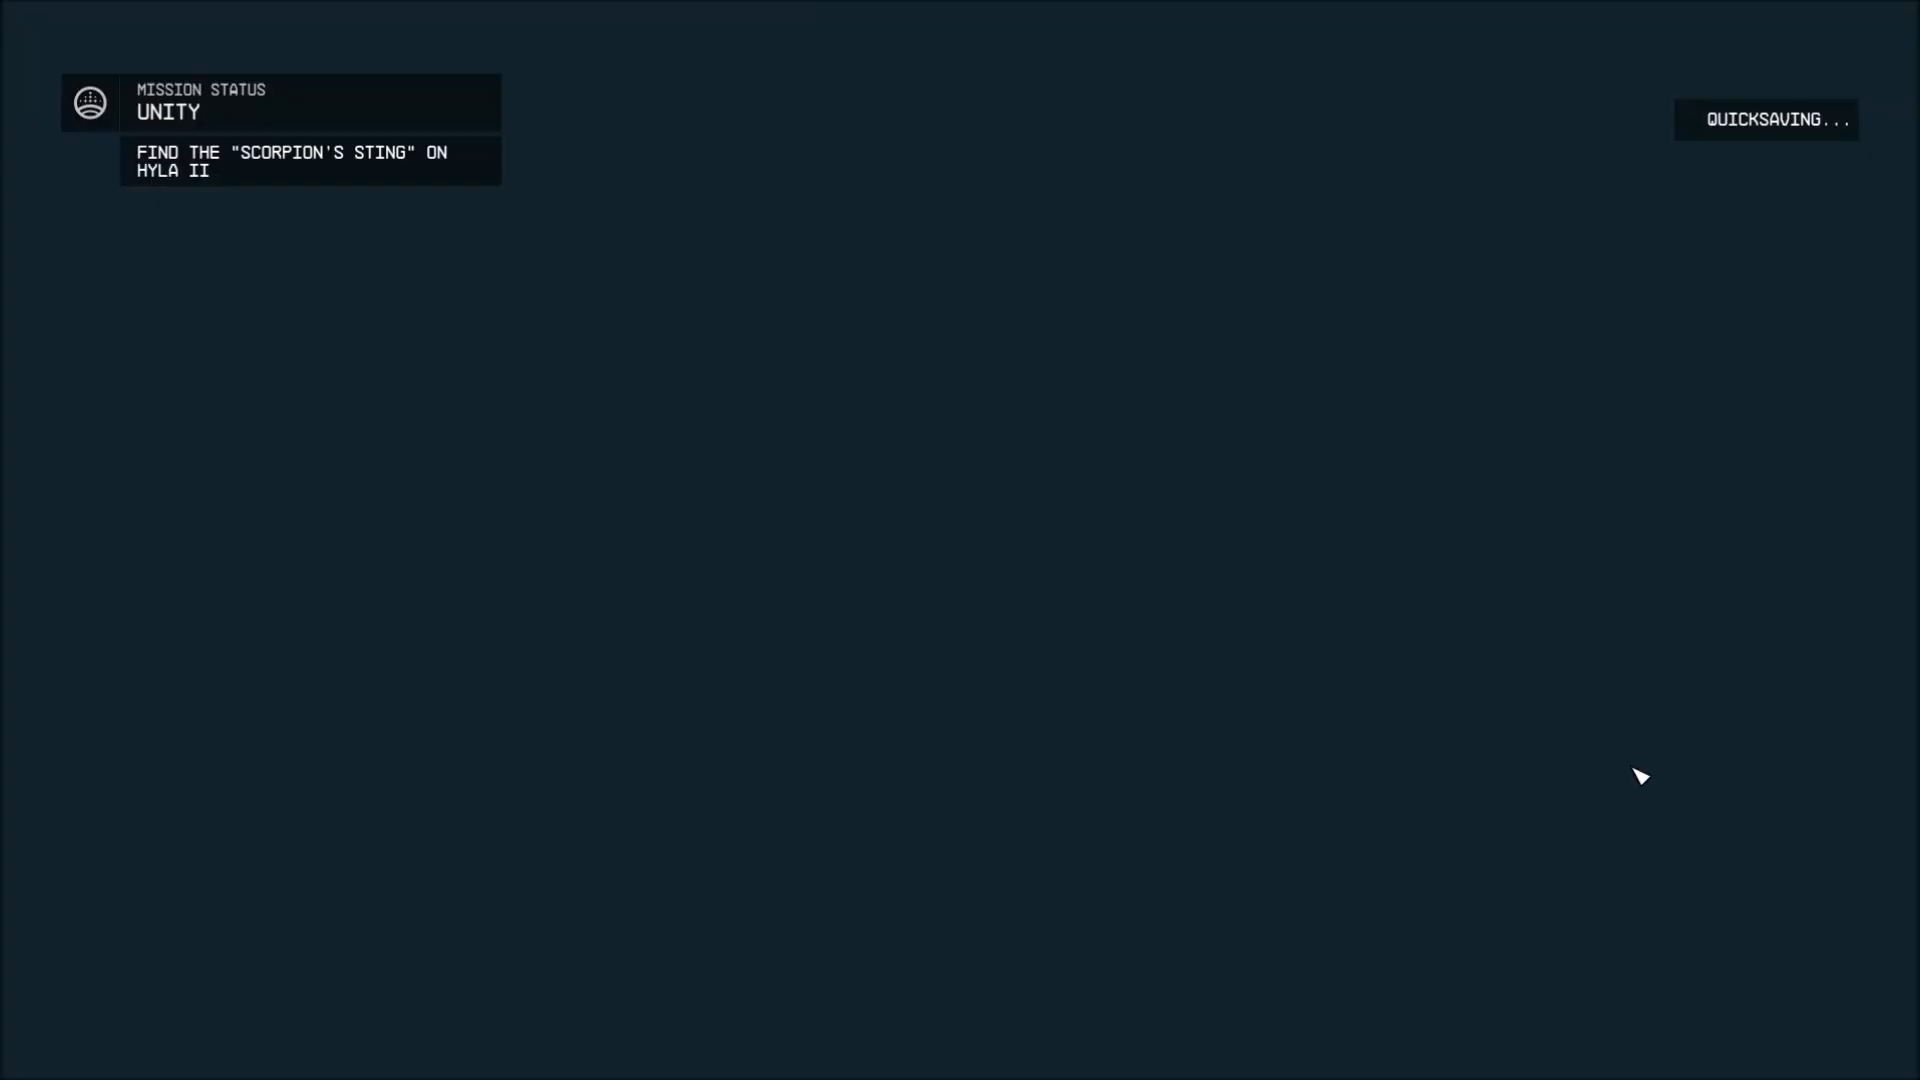 MISSION STATUS
UNITY
FIND THE "SCORPION'S STING" ON
HYLA II
QUICKSAVING...